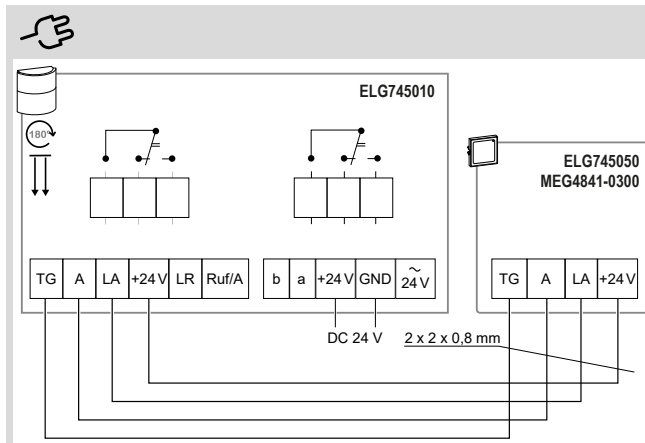 ELG745010
180°
ELG745050
MEG4841-0300
TG A LA +24 V LR Ruf/A
b a +24 V GND ~ 24 V
TG A LA +24 V
DC 24 V
2 x 2 x 0,8 mm